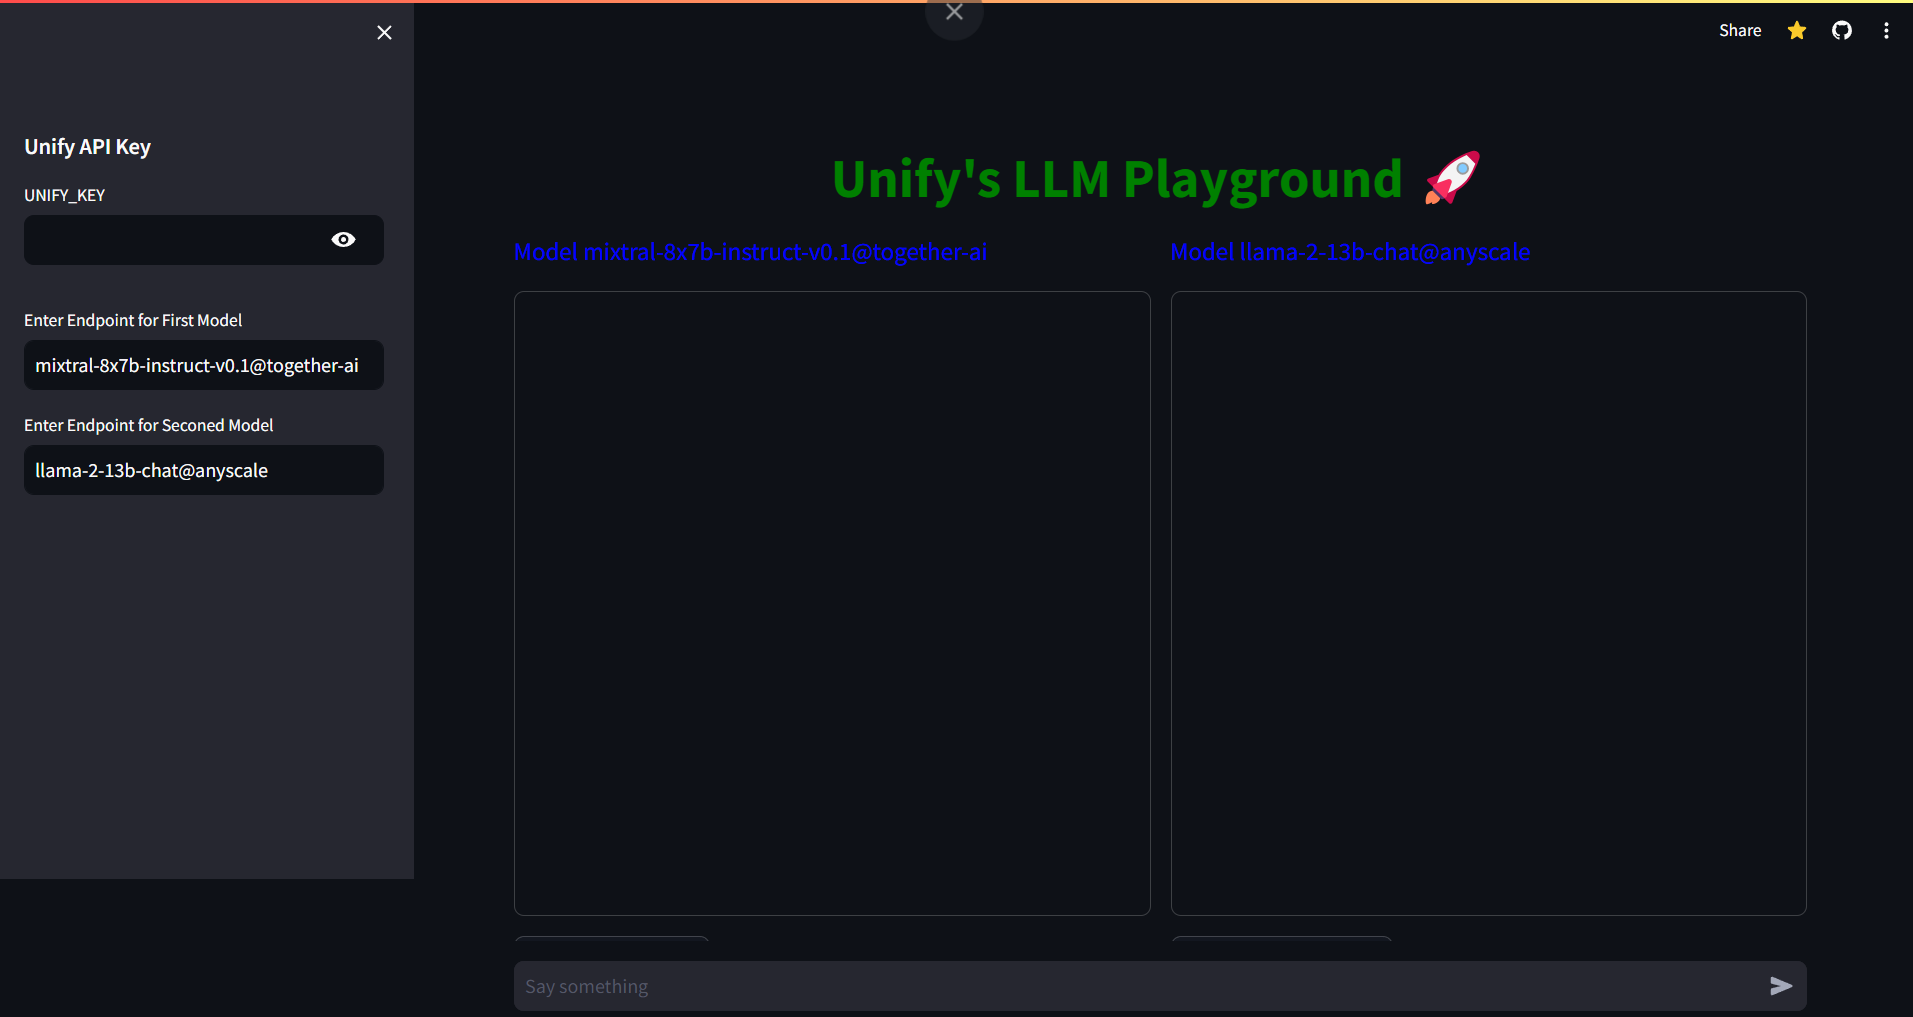 Share
Unify API Key
UNIFY_KEY
Enter Endpoint for First Model
mixtral-8x7b-instruct-v0.1@together-ai
Enter Endpoint for Seconed Model
llama-2-13b-chat@anyscale
Unify's LLM Playground 🚀
Model mixtral-8x7b-instruct-v0.1@together-ai
Model llama-2-13b-chat@anyscale
Say something